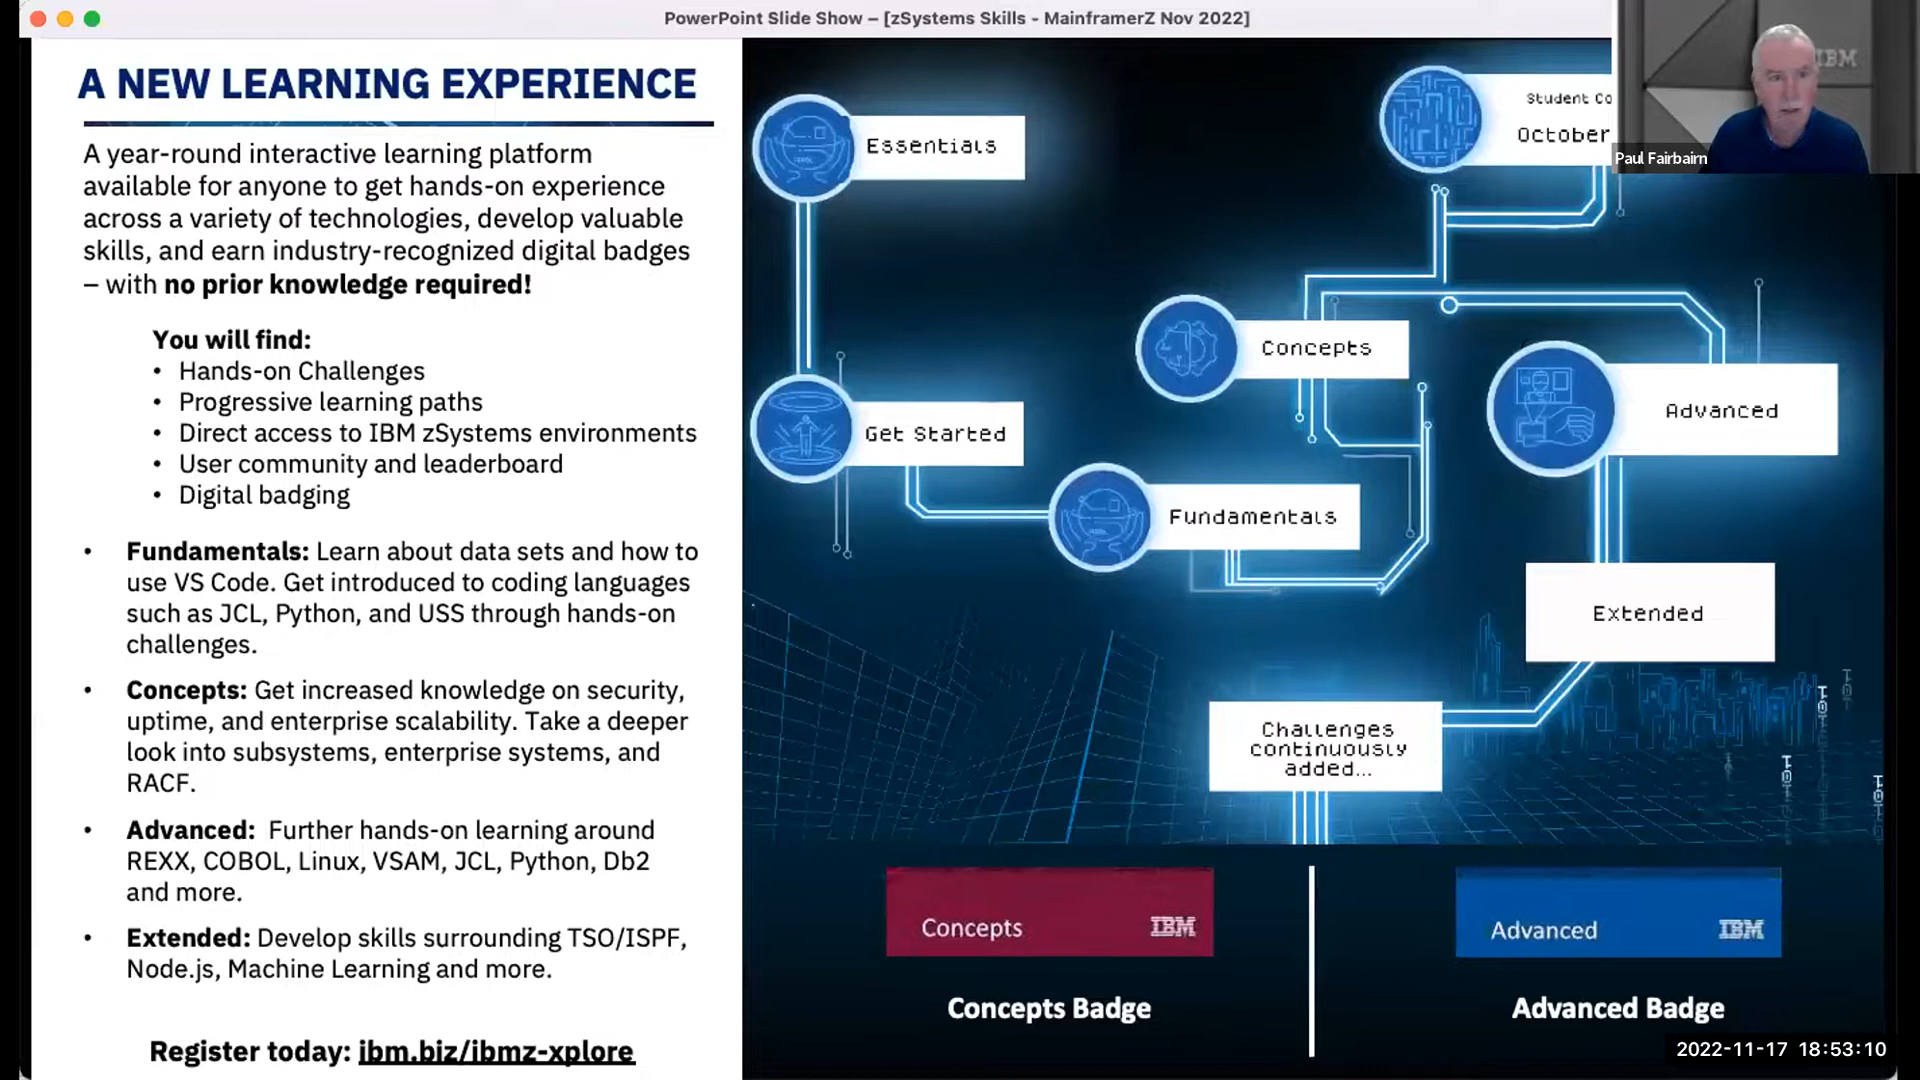 PowerPoint Slide Show – [zSystems Skills - MainframerZ Nov 2022]
A NEW LEARNING EXPERIENCE
A year-round interactive learning platform
available for anyone to get hands-on experience
across a variety of technologies, develop valuable
skills, and earn industry-recognized digital badges
– with no prior knowledge required!
You will find:
• Hands-on Challenges
• Progressive learning paths
• Direct access to IBM zSystems environments
• User community and leaderboard
• Digital badging
• Fundamentals: Learn about data sets and how to
use VS Code. Get introduced to coding languages
such as JCL, Python, and USS through hands-on
challenges.
• Concepts: Get increased knowledge on security,
uptime, and enterprise scalability. Take a deeper
look into subsystems, enterprise systems, and
RACF.
• Advanced: Further hands-on learning around
REXX, COBOL, Linux, VSAM, JCL, Python, Db2
and more.
• Extended: Develop skills surrounding TSO/ISPF,
Node.js, Machine Learning and more.
Register today: ibm.biz/ibmz-xplore
Essentials
Student Co
October
IBM
Paul Fairbairn
Concepts
Advanced
Get Started
Fundamentals
Extended
Challenges
continuously
added...
Concepts IBM
Advanced IBM
Concepts Badge
Advanced Badge
2022-11-17 18:53:10